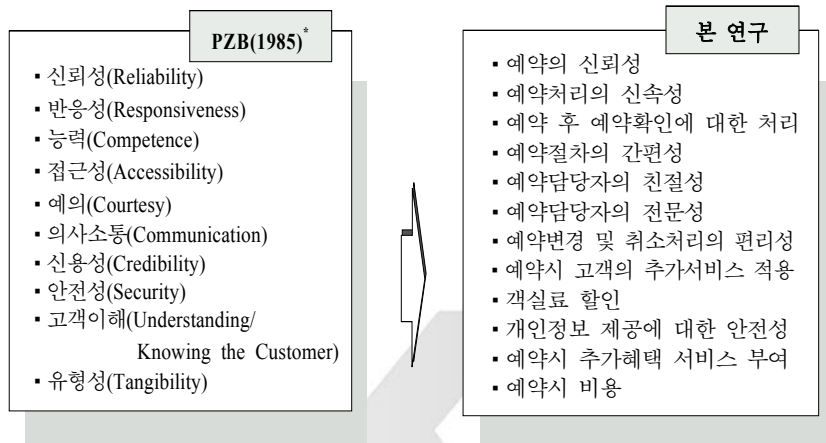 PZB(1985)*
▪ 신뢰성(Reliability)
▪ 반응성(Responsiveness)
▪ 능력(Competence)
▪ 접근성(Accessibility)
▪ 예의(Courtesy)
▪ 의사소통(Communication)
▪ 신용성(Credibility)
▪ 안전성(Security)
▪ 고객이해(Understanding/
Knowing the Customer)
▪ 유형성(Tangibility)
본 연구
▪ 예약의 신뢰성
▪ 예약처리의 신속성
▪ 예약 후 예약확인에 대한 처리
▪ 예약절차의 간편성
▪ 예약담당자의 친절성
▪ 예약담당자의 전문성
▪ 예약변경 및 취소처리의 편리성
▪ 예약시 고객의 추가서비스 적용
▪ 객실료 할인
▪ 개인정보 제공에 대한 안전성
▪ 예약시 추가혜택 서비스 부여
▪ 예약시 비용